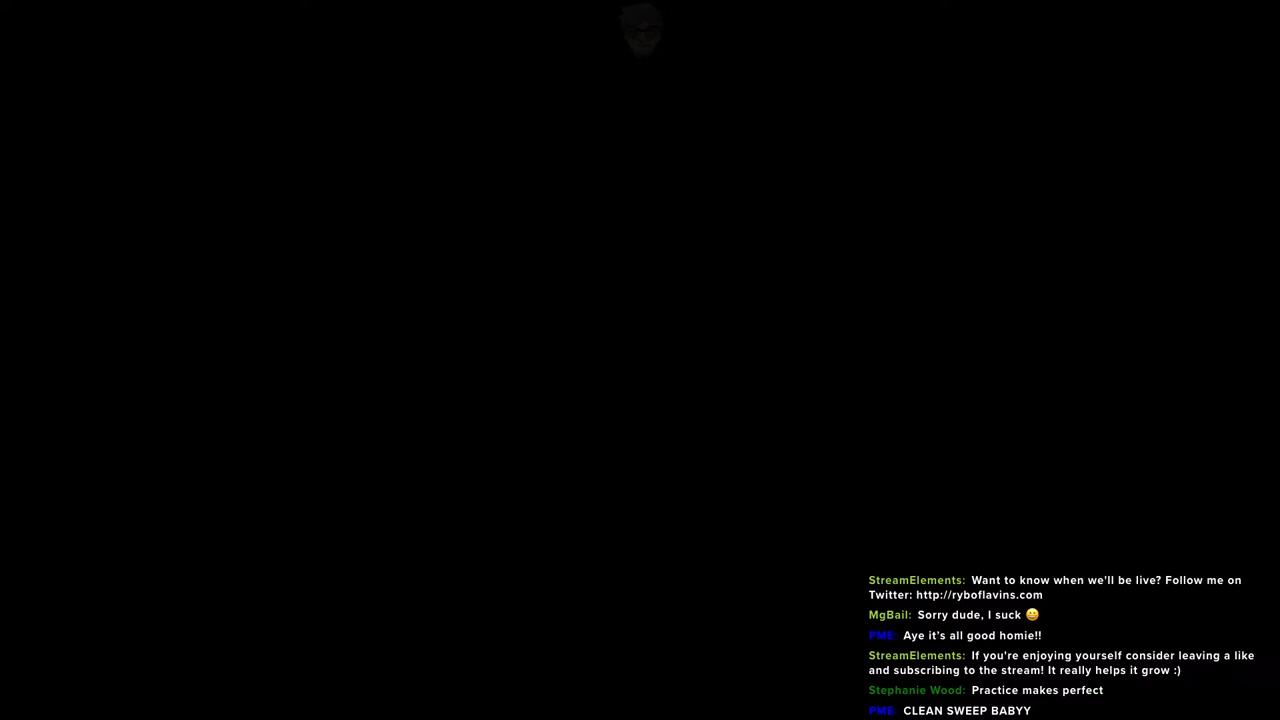 StreamElements: Want to know when we'll be live? Follow me on
Twitter: http://ryboflavins.com
MgBail: Sorry dude, I suck 😀
PME: Aye it's all good homie!!
StreamElements: If you're enjoying yourself consider leaving a like
and subscribing to the stream! It really helps it grow :)
Stephanie Wood: Practice makes perfect
PME: CLEAN SWEEP BABYY